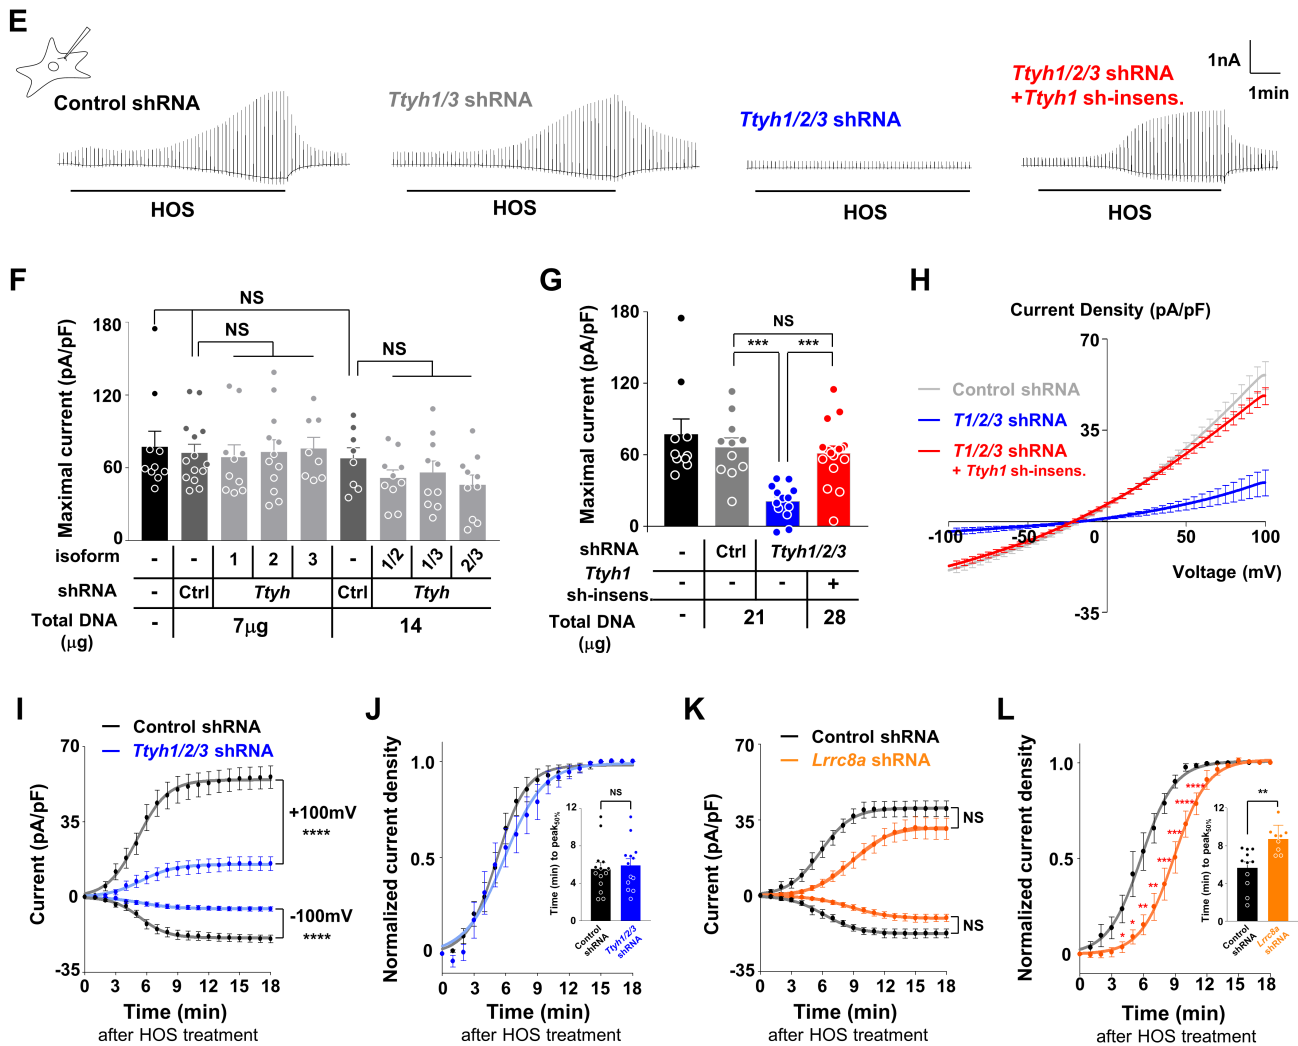 E
Control shRNA
Ttyh1/3 shRNA
Ttyh1/2/3 shRNA
Ttyh1/2/3 shRNA
+Ttyh1 sh-insens.
1nA
1min
HOS
HOS
HOS
HOS
F
Maximal current (pA/pF)
180
120
60
0
NS
NS
NS
isoform - - 1 2 3 - 1/2 1/3 2/3
shRNA - Ctrl Ttyh Ctrl Ttyh
Total DNA (μg) - 7μg 14
G
Maximal current (pA/pF)
180
120
60
0
NS
*** ***
shRNA - Ctrl Ttyh1/2/3
Ttyh1 sh-insens. - - - +
Total DNA (μg) - 21 28
H
Current Density (pA/pF)
70
35
-35
-100 -50 0 50 100
Voltage (mV)
Control shRNA
T1/2/3 shRNA
T1/2/3 shRNA
+ Ttyh1 sh-insens.
I
Control shRNA
Ttyh1/2/3 shRNA
Current (pA/pF)
70
35
0
-35
+100mV
****
-100mV
****
0 3 6 9 12 15 18
Time (min)
after HOS treatment
J
Normalized current density
1.0
0.5
0
NS
Time (min) to peak50%
12
8
4
0
Control shRNA
Ttyh1/2/3 shRNA
0 3 6 9 12 15 18
Time (min)
after HOS treatment
K
Control shRNA
Lrrc8a shRNA
Current (pA/pF)
70
35
0
-35
NS
NS
0 3 6 9 12 15 18
Time (min)
after HOS treatment
L
Normalized current density
1.0
0.5
0
****
****
***
***
**
**
*
*
**
Time (min) to peak50%
12
8
4
0
Control shRNA
Lrrc8a shRNA
0 3 6 9 12 15 18
Time (min)
after HOS treatment